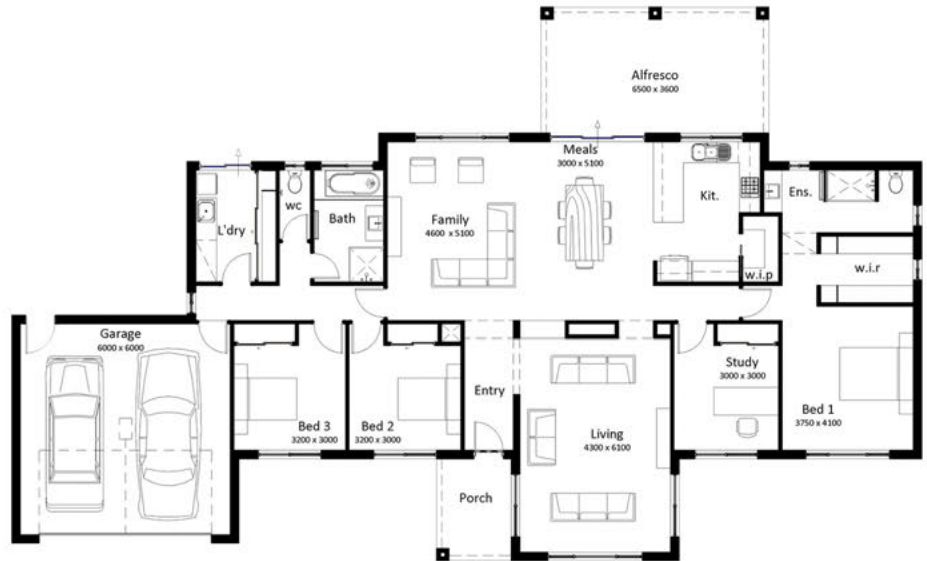 Alfresco
6500 x 3600
Meals
3000 x 5100
Kit.
Ens.
wc
Bath
L'dry
Family
4600 x 5100
w.i.p
w.i.r
Garage
6000 x 6000
Bed 3
3200 x 3000
Bed 2
3200 x 3000
Entry
Living
4300 x 6100
Study
3000 x 3000
Bed 1
3750 x 4100
Porch